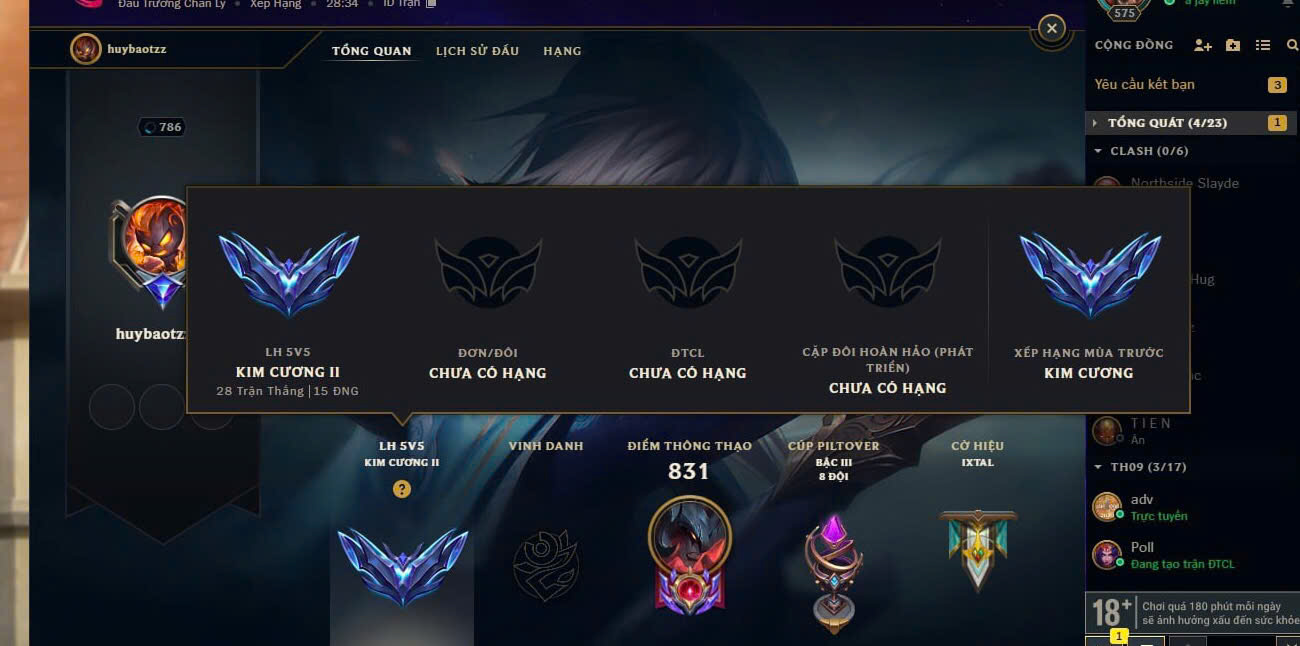 Đấu Trường Chân Lý • Xếp Hạng • 28:34 • ID Trận
575
a jay ném
huybaotzz
TỔNG QUAN
LỊCH SỬ ĐẤU
HẠNG
CỘNG ĐỒNG
Yêu cầu kết bạn
3
786
TỔNG QUÁT (4/23)
1
CLASH (0/6)
Northside Slayde
Hug
huybaotz
LH 5V5
KIM CƯƠNG II
28 Trận Thắng | 15 ĐNG
ĐƠN/ĐÔI
CHƯA CÓ HẠNG
ĐTCL
CHƯA CÓ HẠNG
CẶP ĐÔI HOÀN HẢO (PHÁT
TRIỂN)
CHƯA CÓ HẠNG
XẾP HẠNG MÙA TRƯỚC
KIM CƯƠNG
LH 5V5
KIM CƯƠNG II
?
VINH DANH
ĐIỂM THÔNG THẠO
831
CÚP PILTOVER
BẬC III
8 ĐỘI
CỜ HIỆU
IXTAL
T I E N
Ẩn
TH09 (3/17)
adv
Trực tuyến
Poll
Đang tạo trận ĐTCL
18+
Chơi quá 180 phút mỗi ngày
sẽ ảnh hưởng xấu đến sức khỏe
1